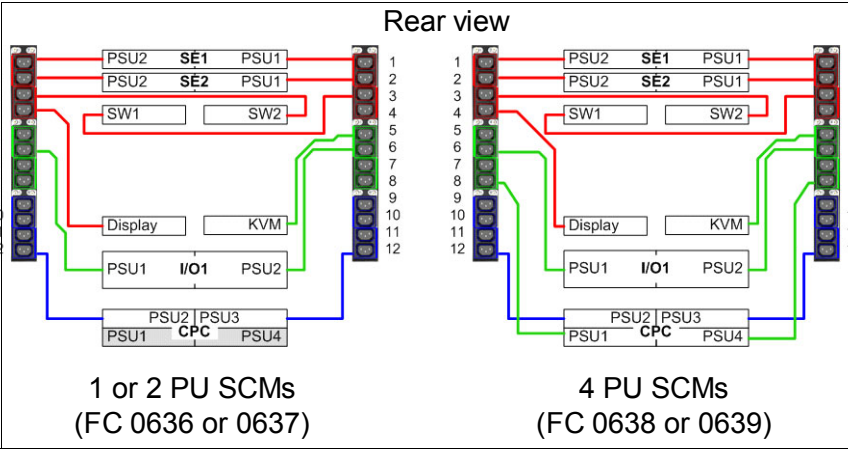 Rear view
PSU2 SE1 PSU1
PSU2 SE2 PSU1
SW1 SW2
Display KVM
PSU1 I/O1 PSU2
PSU2 PSU3
CPC
PSU1 PSU4
1
2
3
4
5
6
7
8
9
10
11
12
1 or 2 PU SCMs
(FC 0636 or 0637)
1
2
3
4
5
6
7
8
9
10
11
12
PSU2 SE1 PSU1
PSU2 SE2 PSU1
SW1 SW2
Display KVM
PSU1 I/O1 PSU2
PSU2 PSU3
CPC
PSU1 PSU4
4 PU SCMs
(FC 0638 or 0639)